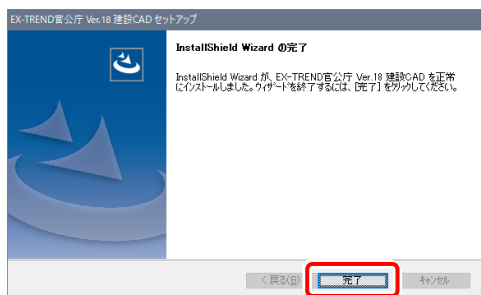 EX-TREND官公庁 Ver.18 建設CAD セットアップ
InstallShield Wizard の完了
InstallShield Wizard が、EX-TREND官公庁 Ver.18 建設CAD を正常
にインストールしました。ウィザードを終了するには、[完了] をクリックしてください。
< 戻る(B)
完了
キャンセル